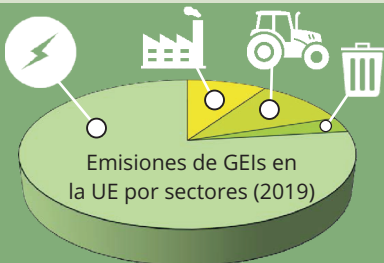 Emisiones de GEIs en
la UE por sectores (2019)